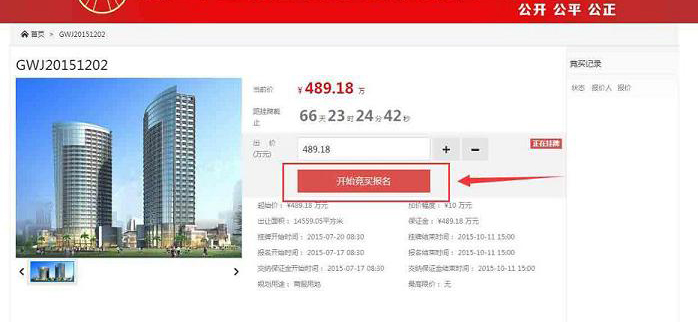 公开 公平 公正
首页 > GWJ20151202
GWJ20151202
竞买记录
状态 报价人 报价
当前价 ¥ 489.18 万
距挂牌截止 66天23时24分42秒
正在挂牌
出 价(万元) 489.18 + −
开始竞买报名
起始价： ¥489.18 万元 加价幅度： ¥10 万元
出让面积： 14559.05平方米 保证金： ¥489.18 万元
挂牌开始时间： 2015-07-20 08:30 挂牌结束时间： 2015-10-11 15:00
报名开始时间： 2015-07-17 08:30 报名结束时间： 2015-10-11 15:00
交纳保证金开始时间： 2015-07-17 08:30 交纳保证金结束时间： 2015-10-11 15:00
规划用途： 商服用地 最高限价： 无